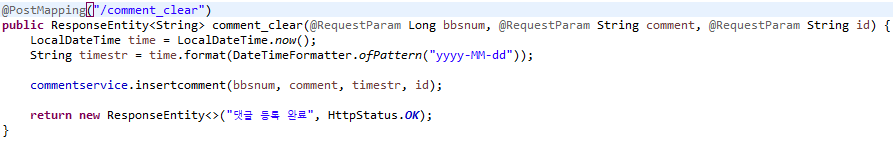 @PostMapping("/comment_clear")
public ResponseEntity<String> comment_clear(@RequestParam Long bbsnum, @RequestParam String comment, @RequestParam String id) {
    LocalDateTime time = LocalDateTime.now();
    String timestr = time.format(DateTimeFormatter.ofPattern("yyyy-MM-dd"));
    commentservice.insertcomment(bbsnum, comment, timestr, id);
    return new ResponseEntity<>("댓글 등록 완료", HttpStatus.OK);
}